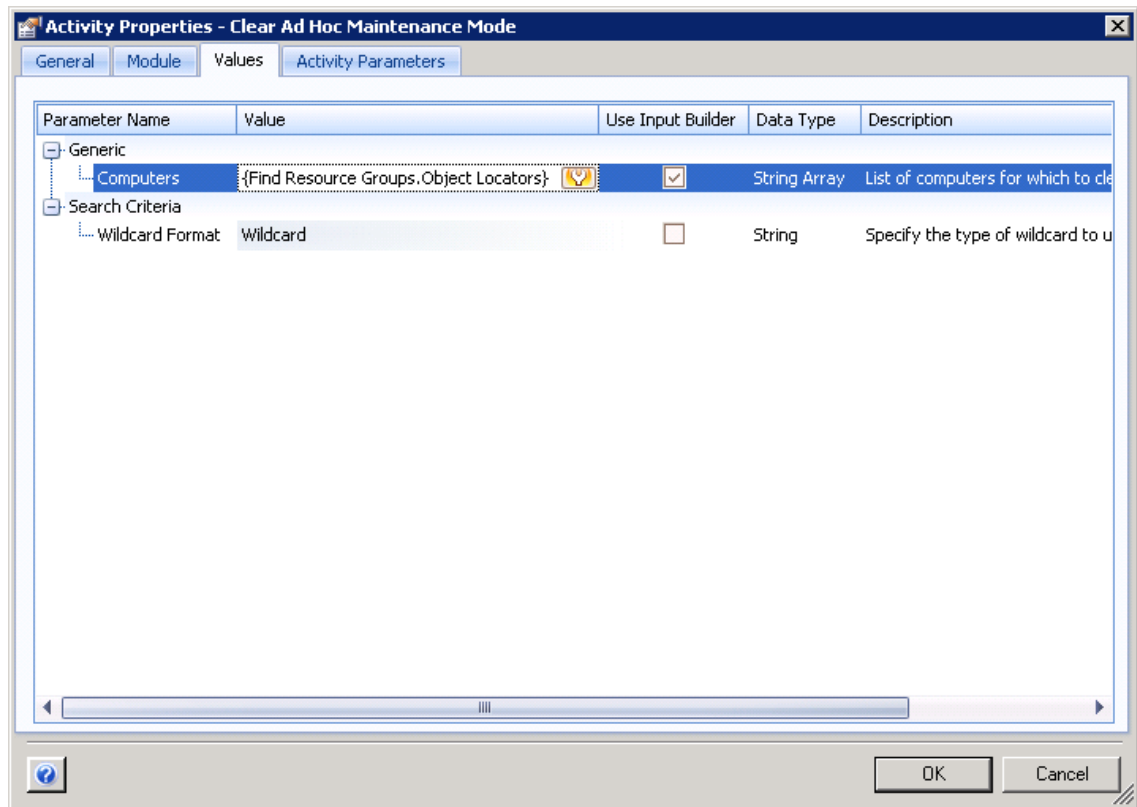 Activity Properties - Clear Ad Hoc Maintenance Mode
General Module Values Activity Parameters
Parameter Name Value Use Input Builder Data Type Description
Generic
Computers {Find Resource Groups.Object Locators} String Array List of computers for which to cle
Search Criteria
Wildcard Format Wildcard String Specify the type of wildcard to u
OK Cancel